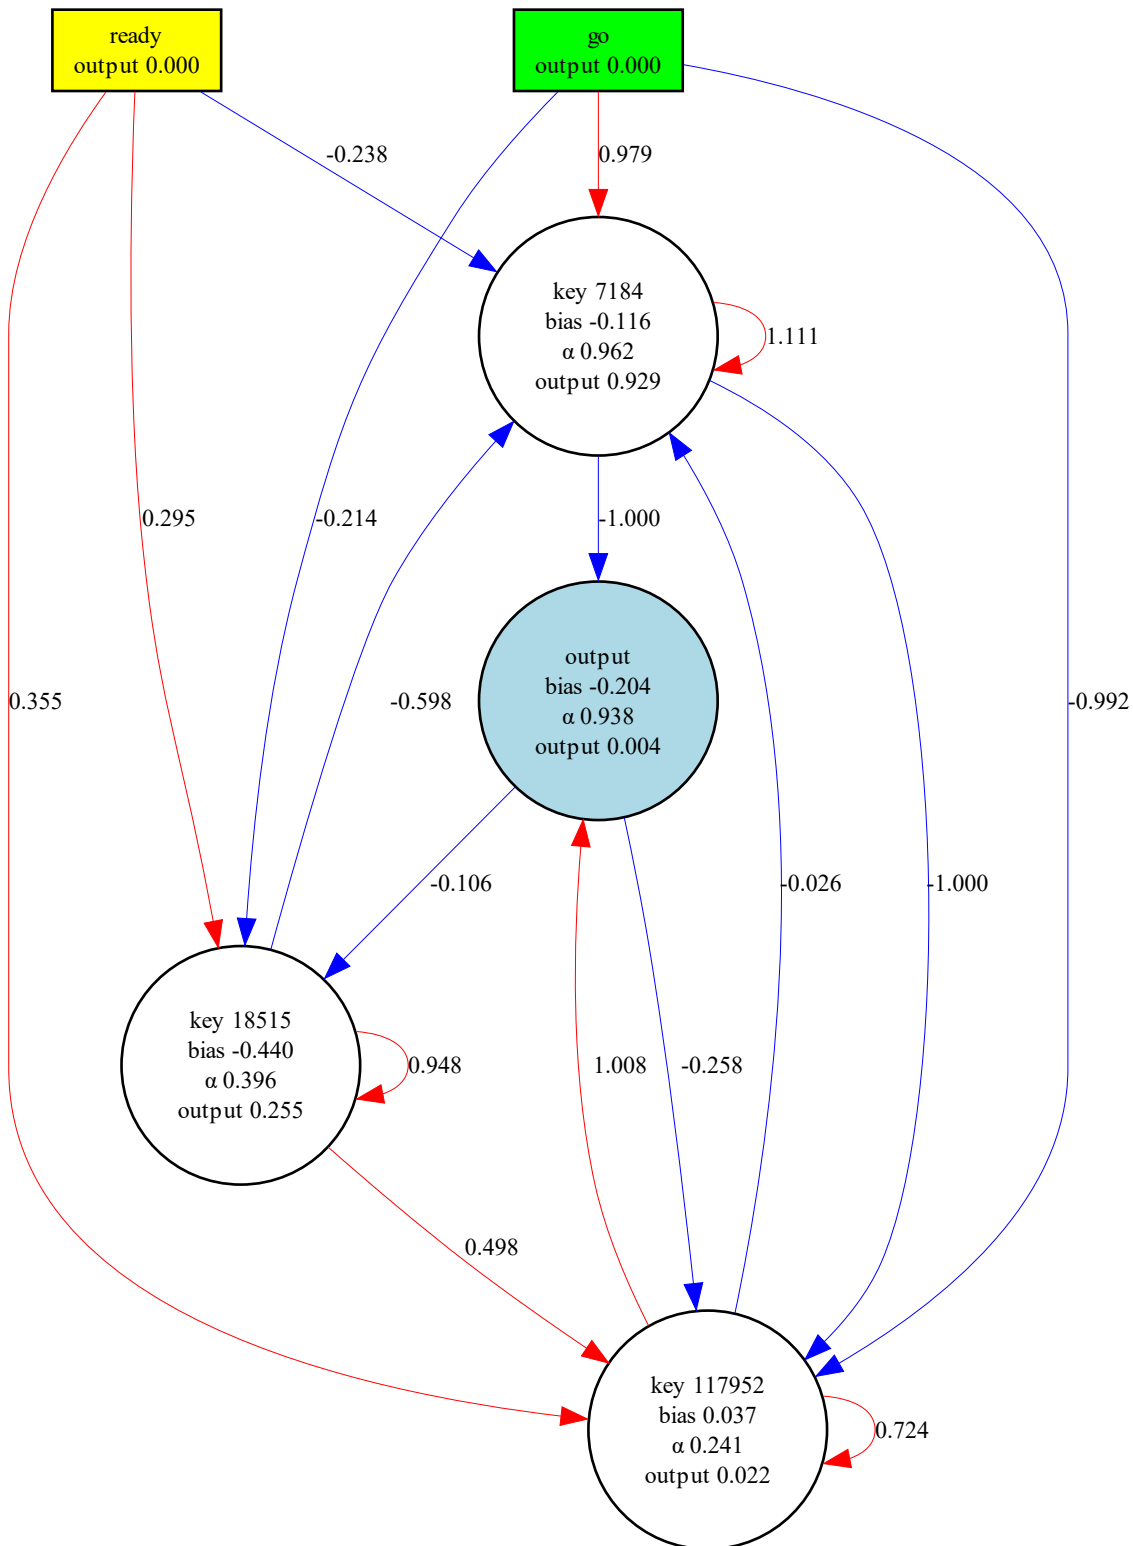 ready
output 0.000
go
output 0.000
-0.238
0.979
key 7184
bias -0.116
α 0.962
output 0.929
1.111
0.295
-0.214
-1.000
output
bias -0.204
α 0.938
output 0.004
0.355
-0.598
-0.992
-0.106
-0.026
-1.000
key 18515
bias -0.440
α 0.396
output 0.255
0.948
1.008
-0.258
0.498
key 117952
bias 0.037
α 0.241
output 0.022
0.724